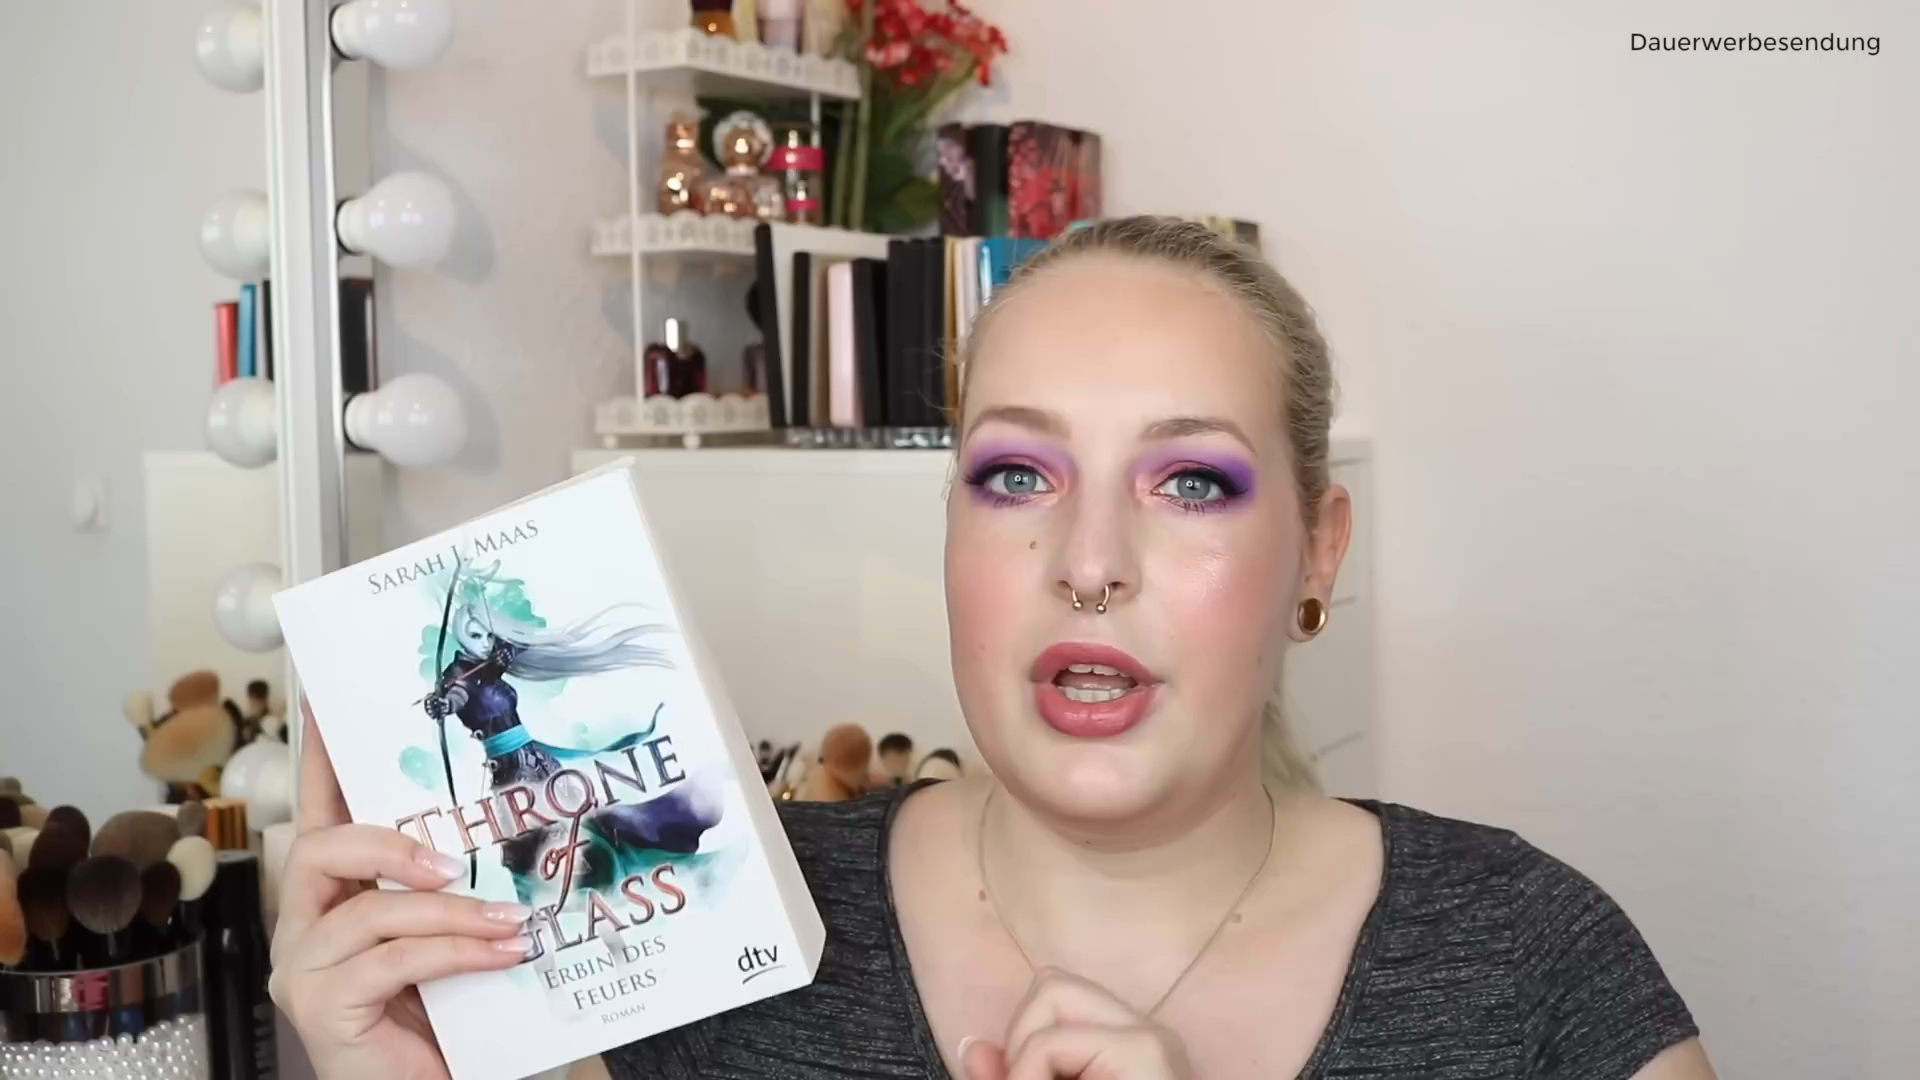 Dauerwerbesendung
SARAH J. MAAS
THRONE
of
GLASS
ERBIN DES
FEUERS
ROMAN
dtv